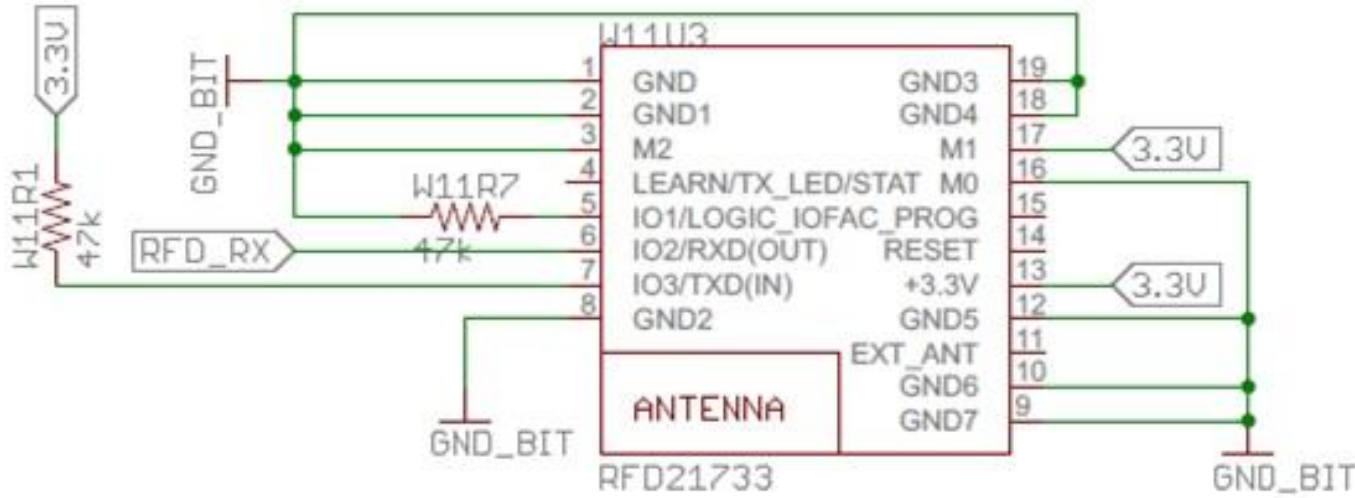 3.3V
GND_BIT
W11R1
47k
RFD_RX
W11R7
47k
W11U3
1 GND GND3 19
2 GND1 GND4 18
3 M2 M1 17
3.3V
4 LEARN/TX_LED/STAT M0 16
5 IO1/LOGIC_IOFAC_PROG 15
6 IO2/RXD(OUT) RESET 14
7 IO3/TXD(IN) +3.3V 13
3.3V
8 GND2 GND5 12
EXT_ANT 11
GND6 10
ANTENNA GND7 9
GND_BIT
RFD21733
GND_BIT